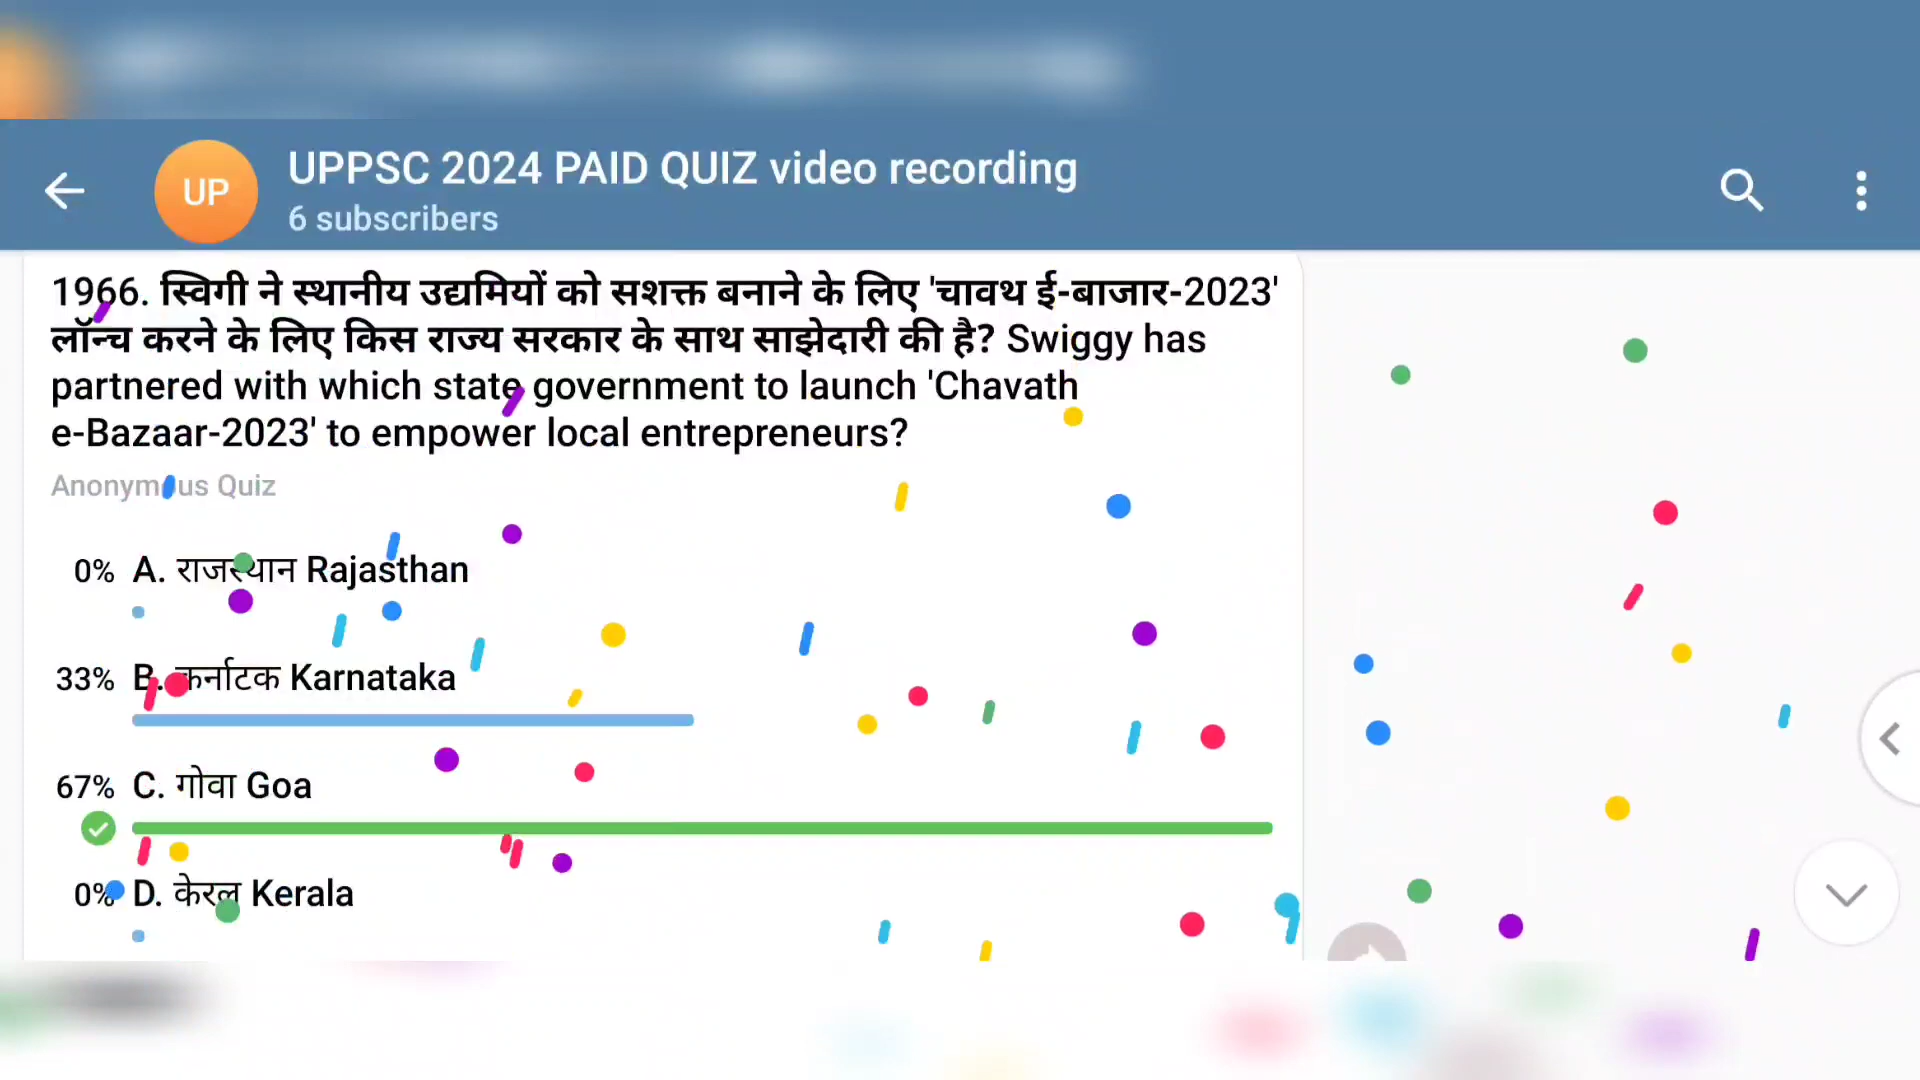 UPPSC 2024 PAID QUIZ video recording
UP
6 subscribers
1966. स्विगी ने स्थानीय उद्यमियों को सशक्त बनाने के लिए 'चावथ ई-बाजार-2023'
लॉन्च करने के लिए किस राज्य सरकार के साथ साझेदारी की है? Swiggy has
partnered with which state government to launch 'Chavath
e-Bazaar-2023' to empower local entrepreneurs?
Anonymous Quiz
0% A. राजस्थान Rajasthan
33% B. कर्नाटक Karnataka
67% C. गोवा Goa
0% D. केरल Kerala